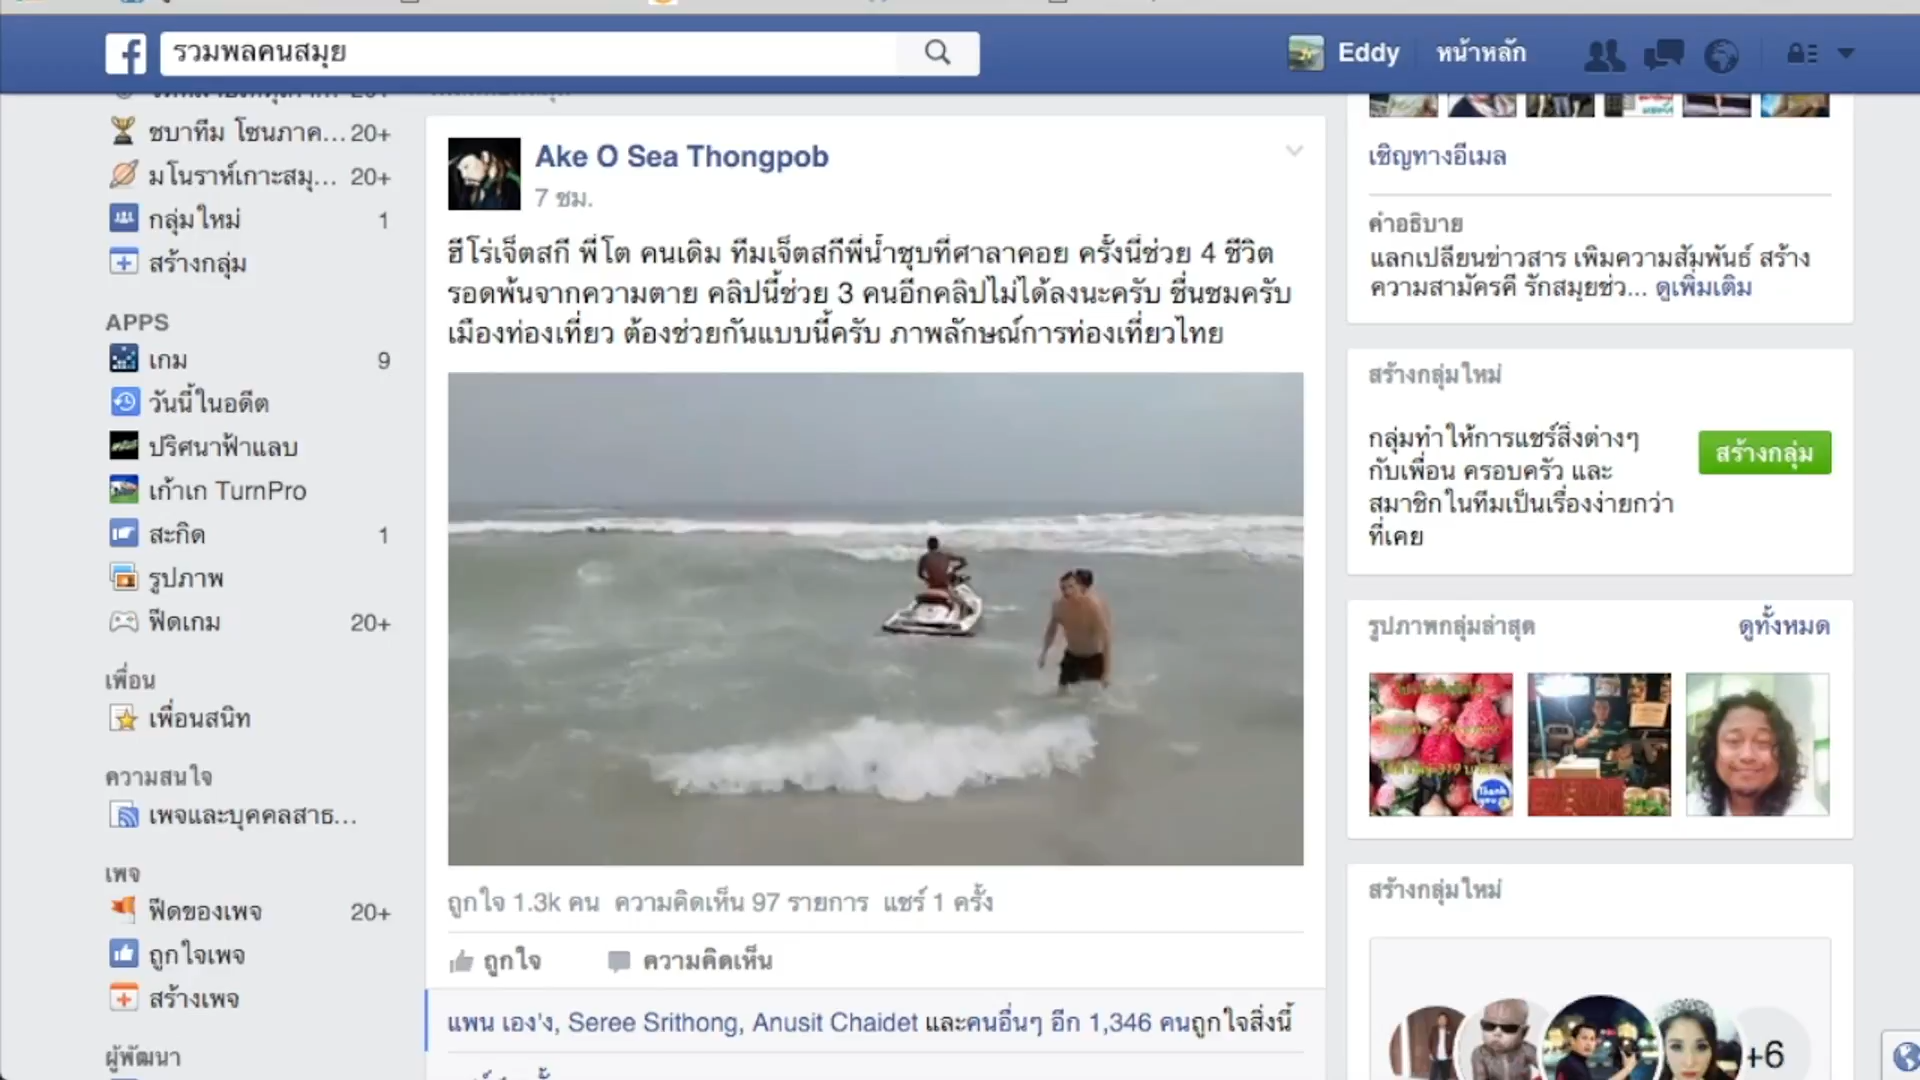 รวมพลคนสมุย
Eddy
หน้าหลัก
ชบาทีม โซนภาค... 20+
มโนราห์เกาะสมุ... 20+
กลุ่มใหม่ 1
สร้างกลุ่ม
APPS
เกม 9
วันนี้ในอดีต
ปริศนาฟ้าแลบ
เก้าเก TurnPro
สะกิด 1
รูปภาพ
ฟีดเกม 20+
เพื่อน
เพื่อนสนิท
ความสนใจ
เพจและบุคคลสาธ...
เพจ
ฟีดของเพจ 20+
ถูกใจเพจ
สร้างเพจ
ผู้พัฒนา
Ake O Sea Thongpob
7 ชม.
ฮีโร่เจ็ตสกี พี่โต คนเดิม ทีมเจ็ตสกีพี่น้ำชุบที่ศาลาคอย ครั้งนี้ช่วย 4 ชีวิต
รอดพ้นจากความตาย คลิปนี้ช่วย 3 คนอีกคลิปไม่ได้ลงนะครับ ชื่นชมครับ
เมืองท่องเที่ยว ต้องช่วยกันแบบนี้ครับ ภาพลักษณ์การท่องเที่ยวไทย
ถูกใจ 1.3k คน ความคิดเห็น 97 รายการ แชร์ 1 ครั้ง
ถูกใจ ความคิดเห็น
แพน เอง'ง, Seree Srithong, Anusit Chaidet และคนอื่นๆ อีก 1,346 คนถูกใจสิ่งนี้
เชิญทางอีเมล
คำอธิบาย
แลกเปลี่ยนข่าวสาร เพิ่มความสัมพันธ์ สร้าง
ความสามัคคี รักสมุยช่ว... ดูเพิ่มเติม
สร้างกลุ่มใหม่
กลุ่มทำให้การแชร์สิ่งต่างๆ
กับเพื่อน ครอบครัว และ
สมาชิกในทีมเป็นเรื่องง่ายกว่า
ที่เคย
สร้างกลุ่ม
รูปภาพกลุ่มล่าสุด ดูทั้งหมด
Thank you
สร้างกลุ่มใหม่
+6